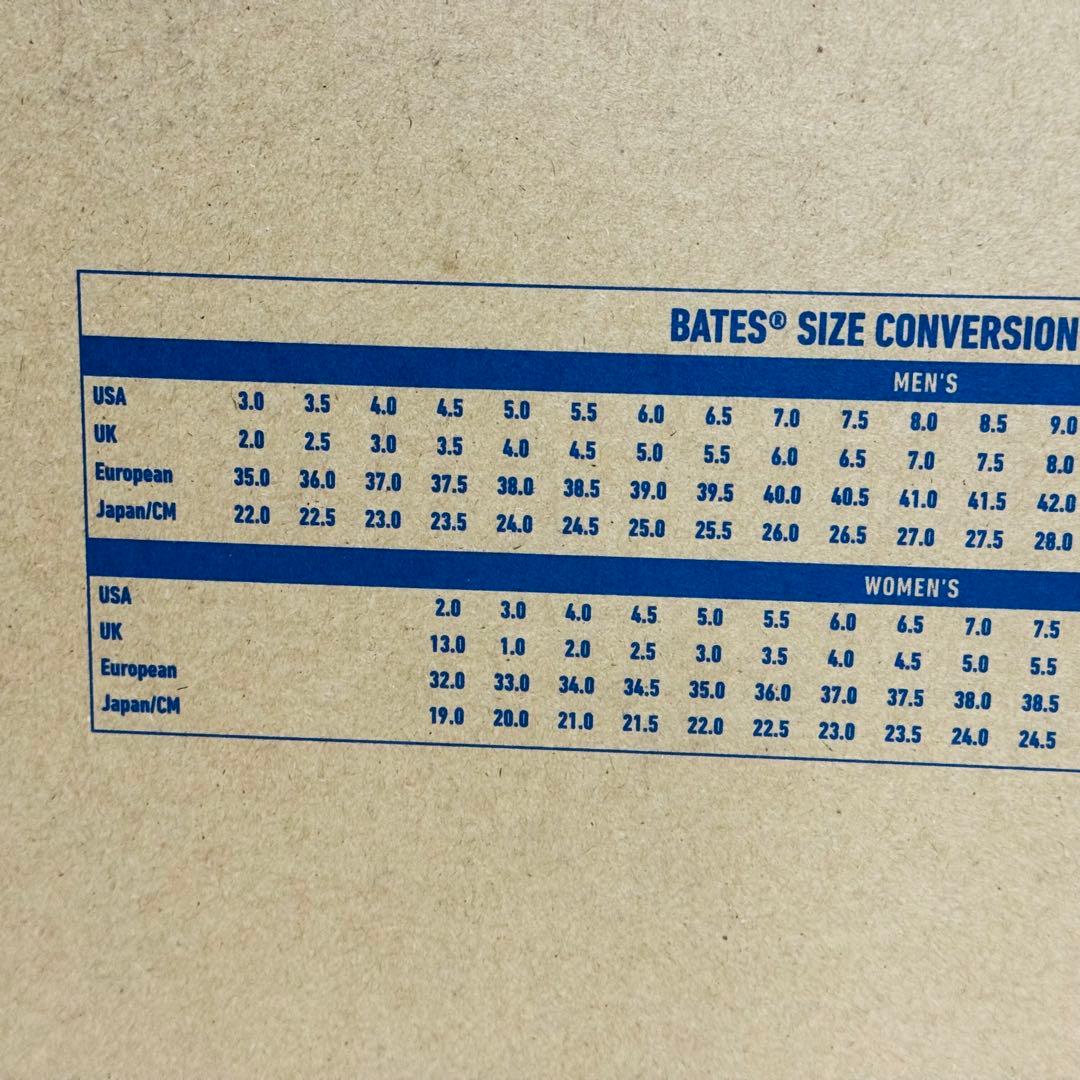 BATES® SIZE CONVERSION
MEN'S
USA 3.0 3.5 4.0 4.5 5.0 5.5 6.0 6.5 7.0 7.5 8.0 8.5 9.0
UK 2.0 2.5 3.0 3.5 4.0 4.5 5.0 5.5 6.0 6.5 7.0 7.5 8.0
European 35.0 36.0 37.0 37.5 38.0 38.5 39.0 39.5 40.0 40.5 41.0 41.5 42.0
Japan/CM 22.0 22.5 23.0 23.5 24.0 24.5 25.0 25.5 26.0 26.5 27.0 27.5 28.0
WOMEN'S
USA 2.0 3.0 4.0 4.5 5.0 5.5 6.0 6.5 7.0 7.5
UK 13.0 1.0 2.0 2.5 3.0 3.5 4.0 4.5 5.0 5.5
European 32.0 33.0 34.0 34.5 35.0 36.0 37.0 37.5 38.0 38.5
Japan/CM 19.0 20.0 21.0 21.5 22.0 22.5 23.0 23.5 24.0 24.5